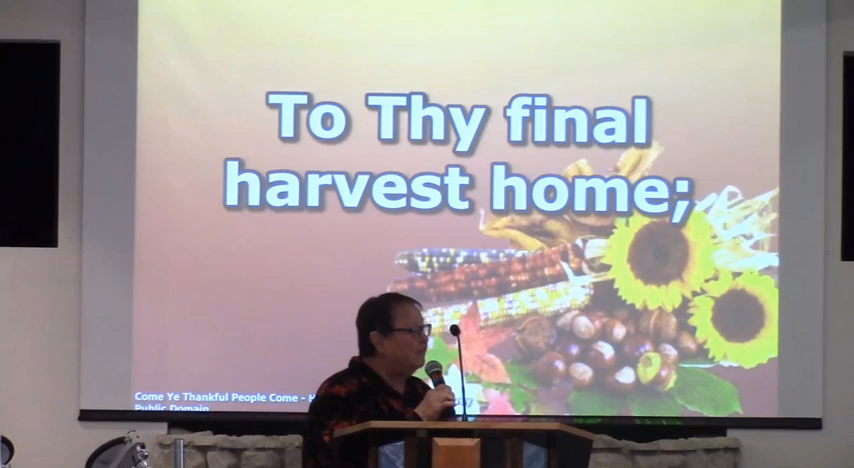 To Thy final
harvest home;
Come Ye Thankful People Come -
Public Domain